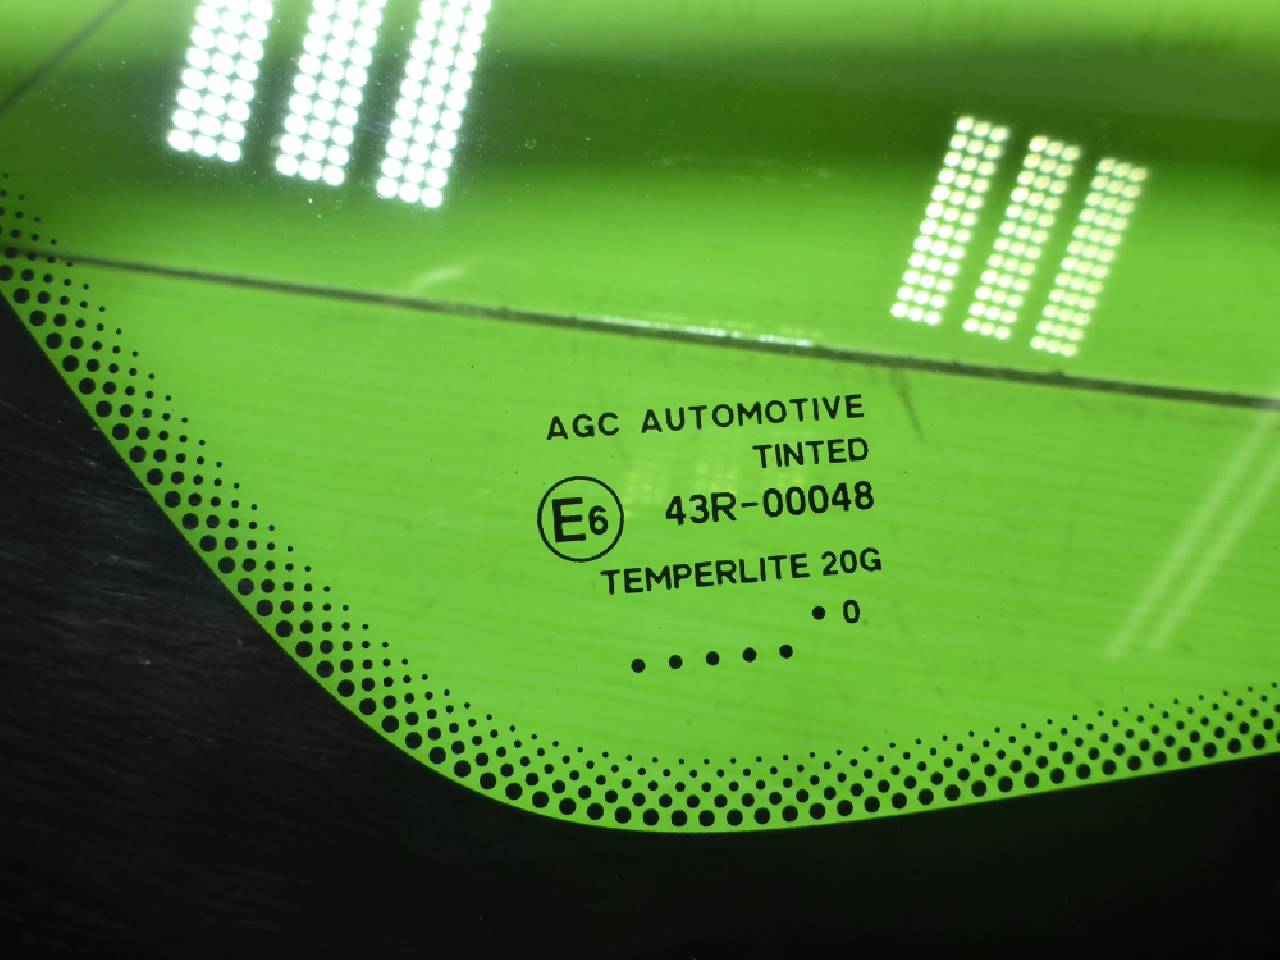 AGC AUTOMOTIVE
TINTED
E6 43R-00048
TEMPERLITE 20G
• 0
• • • • •